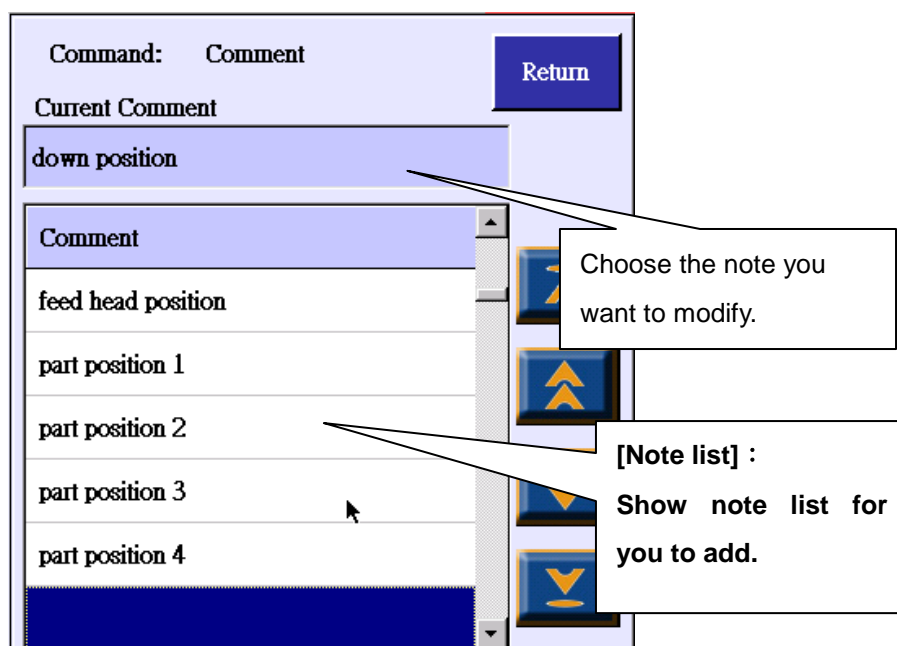 Command: Comment
Return
Current Comment
down position
Comment
feed head position
part position 1
part position 2
part position 3
part position 4
Choose the note you
want to modify.
[Note list]：
Show note list for
you to add.